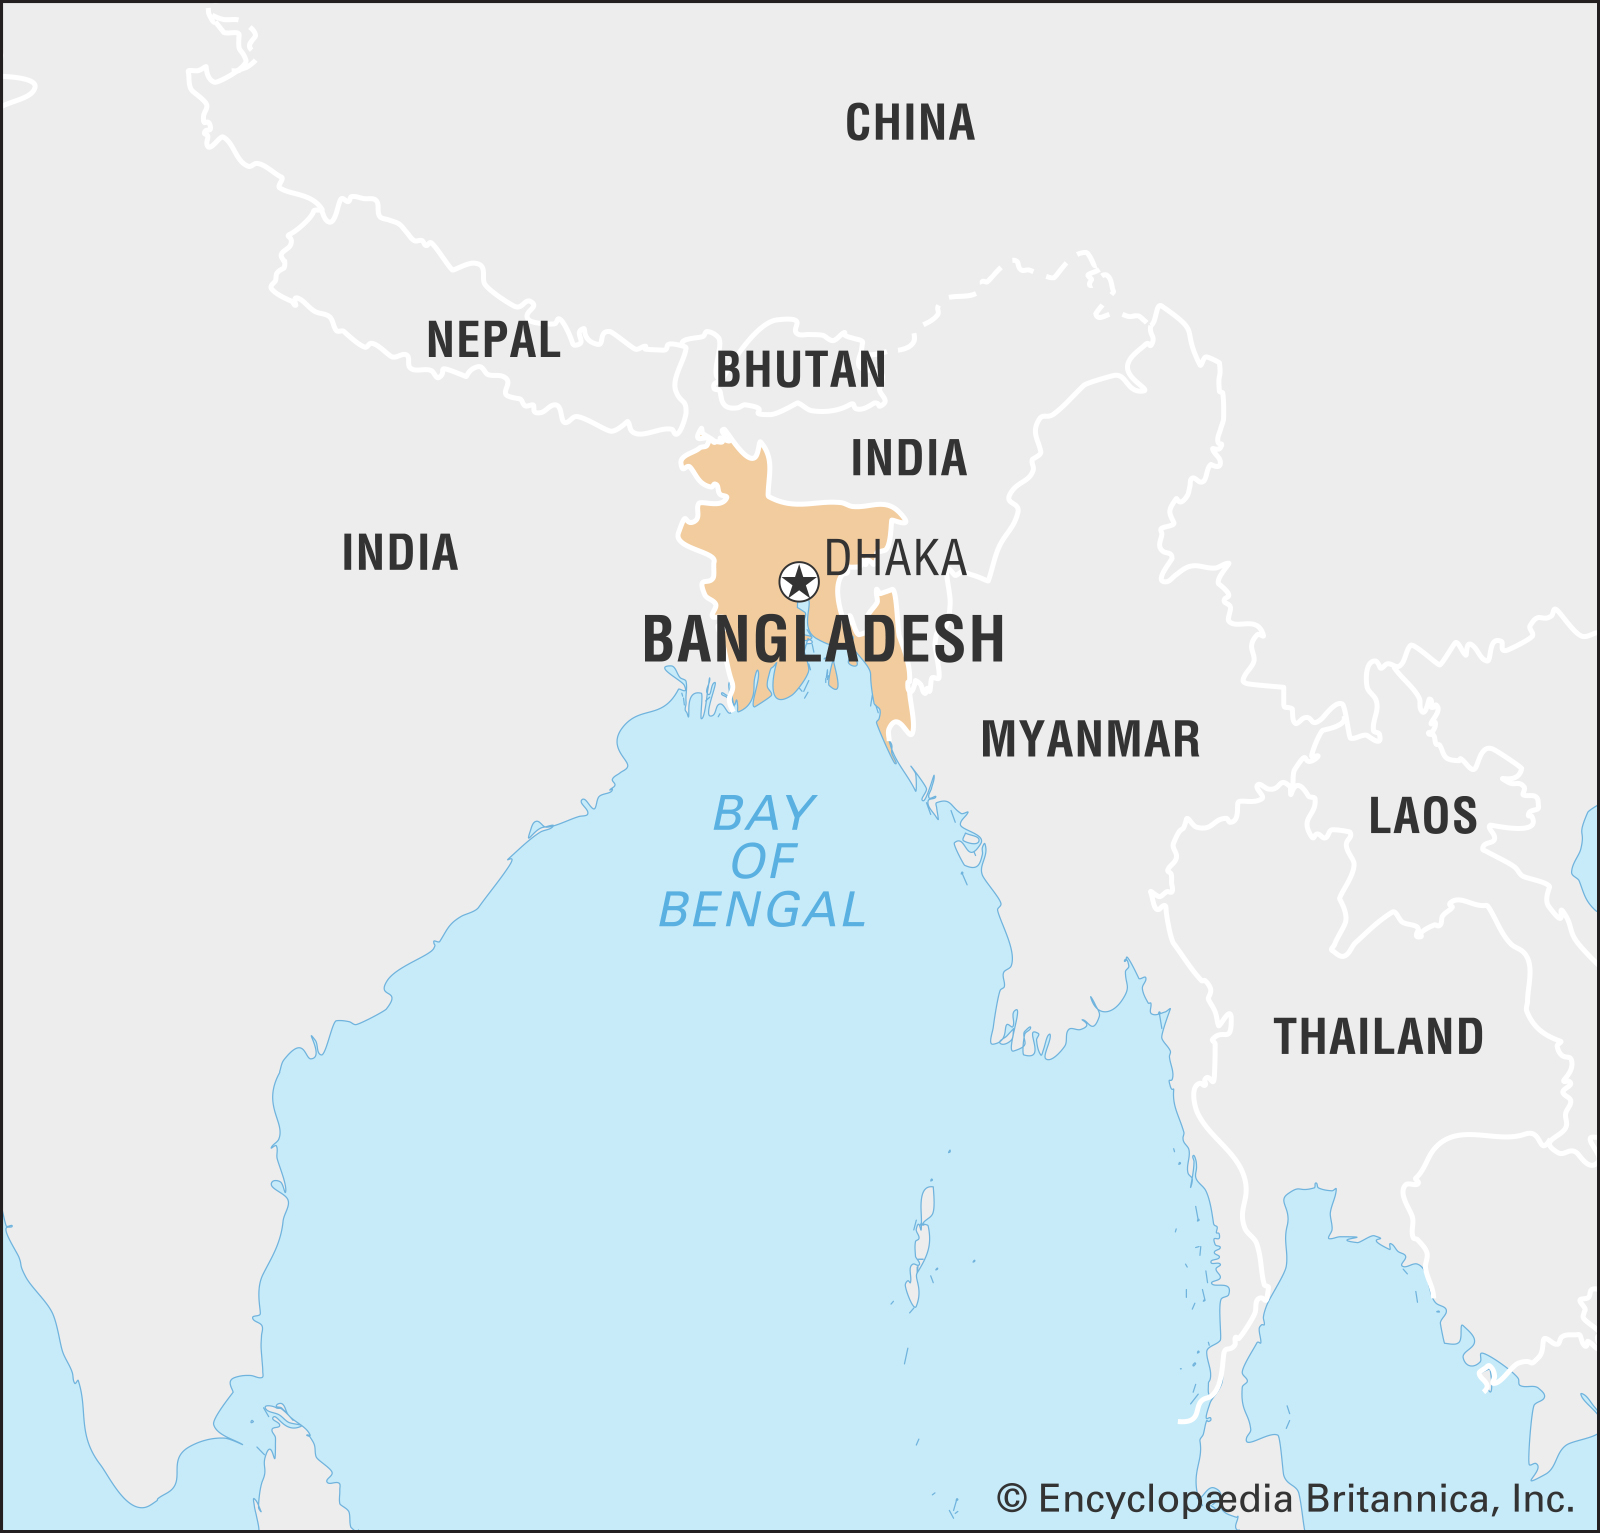 CHINA
NEPAL
BHUTAN
INDIA
INDIA
DHAKA
BANGLADESH
MYANMAR
BAY
OF
BENGAL
LAOS
THAILAND
© Encyclopædia Britannica, Inc.